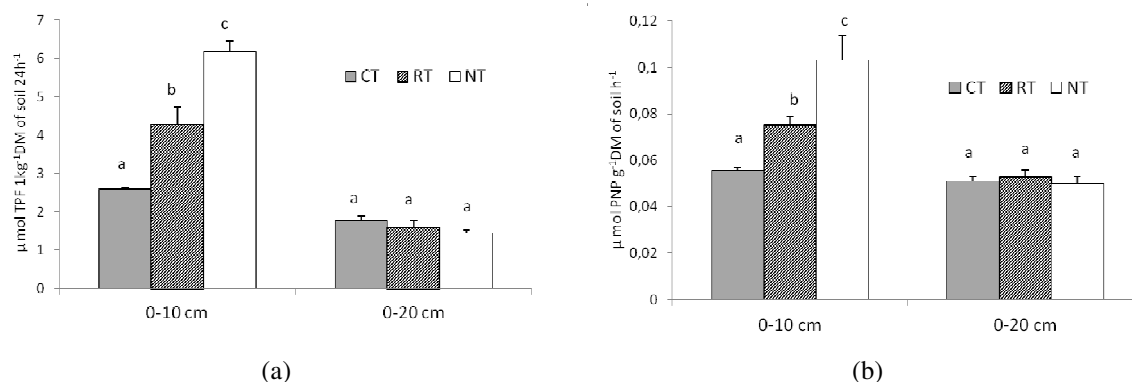 7
6
5
4
3
2
1
0
μmol TPF 1kg⁻¹DM of soil 24h⁻¹
CT RT NT
a
b
c
a
a
a
0-10 cm
0-20 cm
(a)
0,12
0,1
0,08
0,06
0,04
0,02
0
μmol PNP g⁻¹DM of soil h⁻¹
CT RT NT
a
b
c
a
a
a
0-10 cm
0-20 cm
(b)